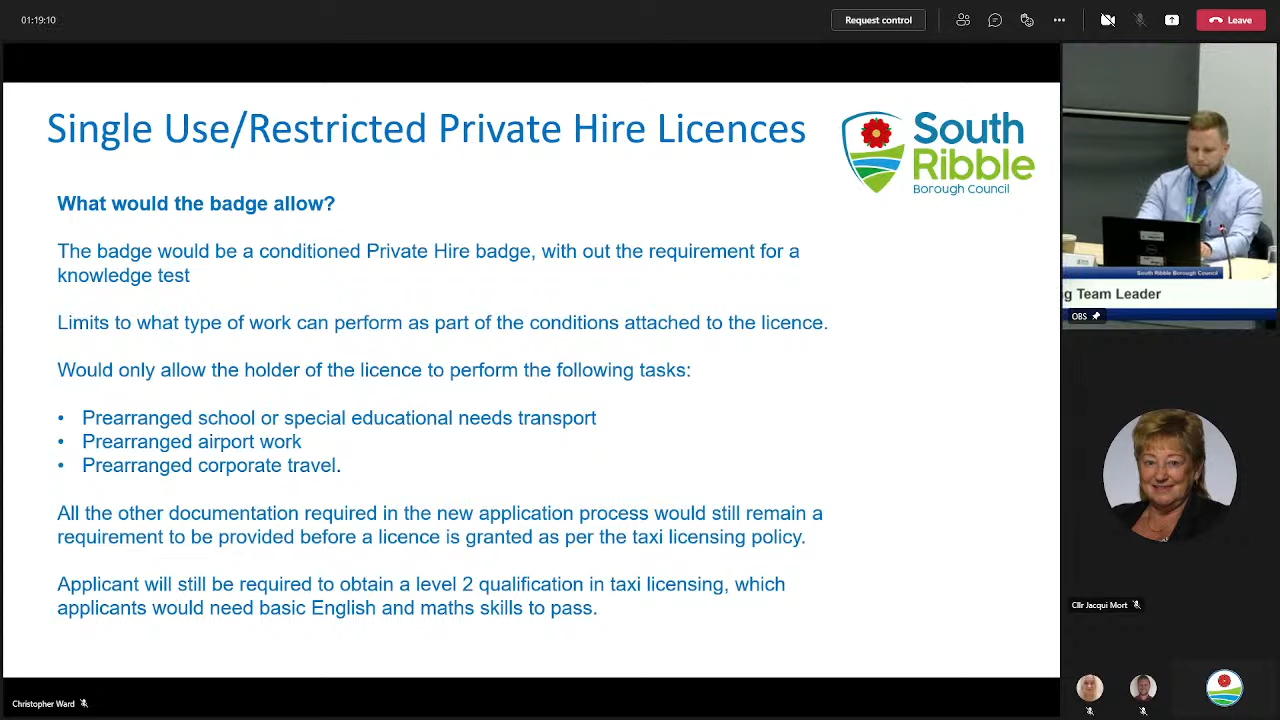 01:19:10
Request control
Leave
Single Use/Restricted Private Hire Licences
South
Ribble
Borough Council
What would the badge allow?
The badge would be a conditioned Private Hire badge, with out the requirement for a
knowledge test
Limits to what type of work can perform as part of the conditions attached to the licence.
Would only allow the holder of the licence to perform the following tasks:
• Prearranged school or special educational needs transport
• Prearranged airport work
• Prearranged corporate travel.
All the other documentation required in the new application process would still remain a
requirement to be provided before a licence is granted as per the taxi licensing policy.
Applicant will still be required to obtain a level 2 qualification in taxi licensing, which
applicants would need basic English and maths skills to pass.
South Ribble Borough Council
g Team Leader
OBS
Cllr Jacqui Mort
Christopher Ward